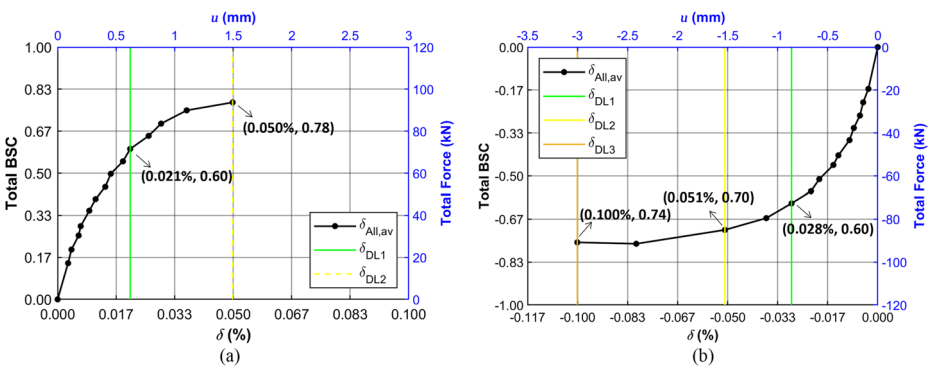 u (mm)
0 0.6 1 1.5 2 3
1.00 120
0.83 100
0.67 80
0.50 60
0.33 40
0.17 20
0.00 0
Total BSC
Total Force (kN)
(0.050%, 0.78)
(0.021%, 0.60)
δAll,av
δDL1
δDL2
0.000 0.017 0.033 0.050 0.067 0.083 0.100
δ (%)
(a)
u (mm)
-3.5 -3 -2.5 -2 -1.5 -1 -0.5 0
0.00 0
-0.17 -20
-0.33 -40
-0.50 -60
-0.67 -80
-0.83 -100
-1.00 -120
Total BSC
Total Force (kN)
δAll,av
δDL1
δDL2
δDL3
(0.051%, 0.70)
(0.100%, 0.74)
(0.028%, 0.60)
-0.117 -0.100 -0.083 -0.067 -0.050 -0.033 -0.017 0.000
δ (%)
(b)